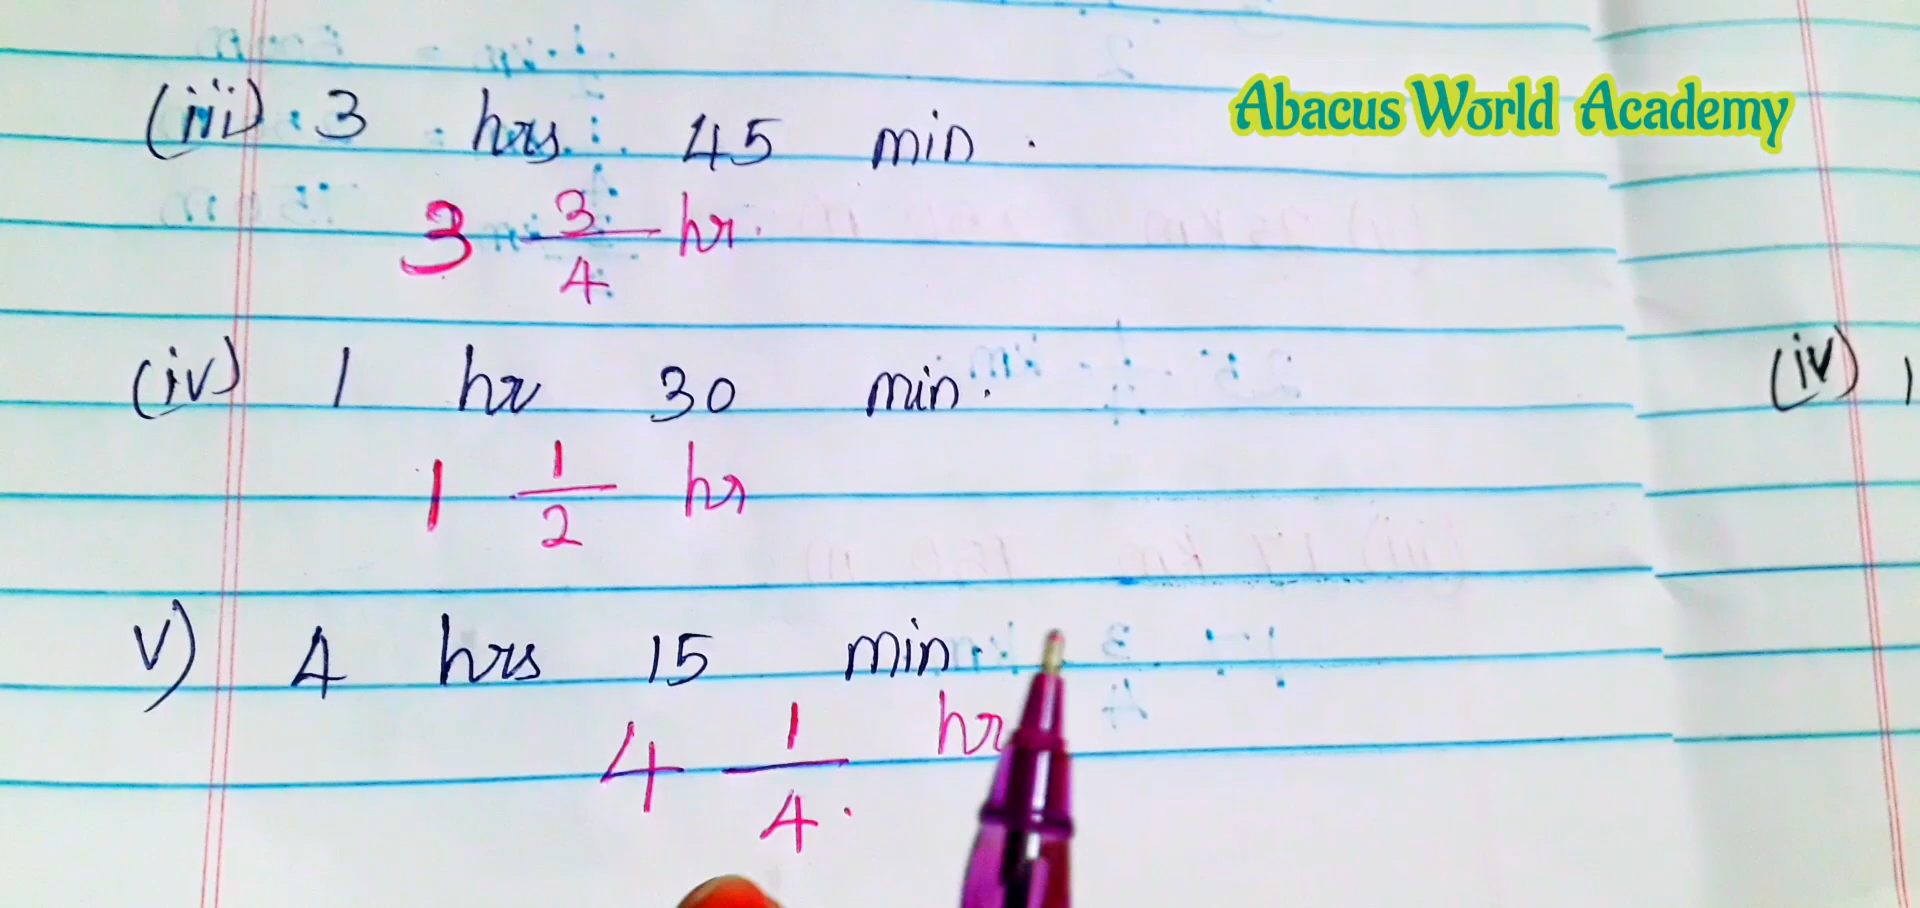 Abacus World Academy
(iii) 3 hrs 45 min.
3 3/4 hr.
(iv) 1 hr 30 min.
1 1/2 hr
v) 4 hrs 15 min.
4 1/4 hr
(iv) 1